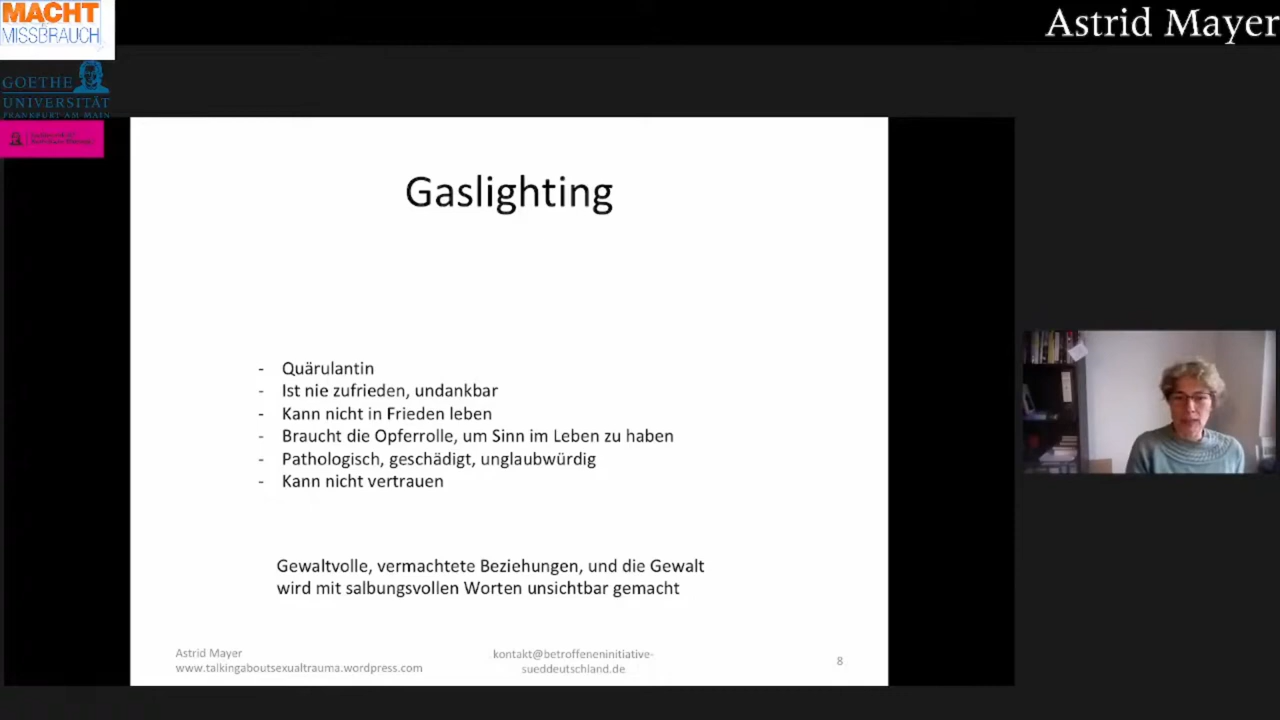 MACHT
MISSBRAUCH
Astrid Mayer
GOETHE
UNIVERSITÄT
FRANKFURT AM MAIN
Gaslighting
- Quärulantin
- Ist nie zufrieden, undankbar
- Kann nicht in Frieden leben
- Braucht die Opferrolle, um Sinn im Leben zu haben
- Pathologisch, geschädigt, unglaubwürdig
- Kann nicht vertrauen
Gewaltvolle, vermachtete Beziehungen, und die Gewalt
wird mit salbungsvollen Worten unsichtbar gemacht
Astrid Mayer
www.talkingaboutsexualtrauma.wordpress.com
kontakt@betroffeneninitiative-
sueddeutschland.de
8